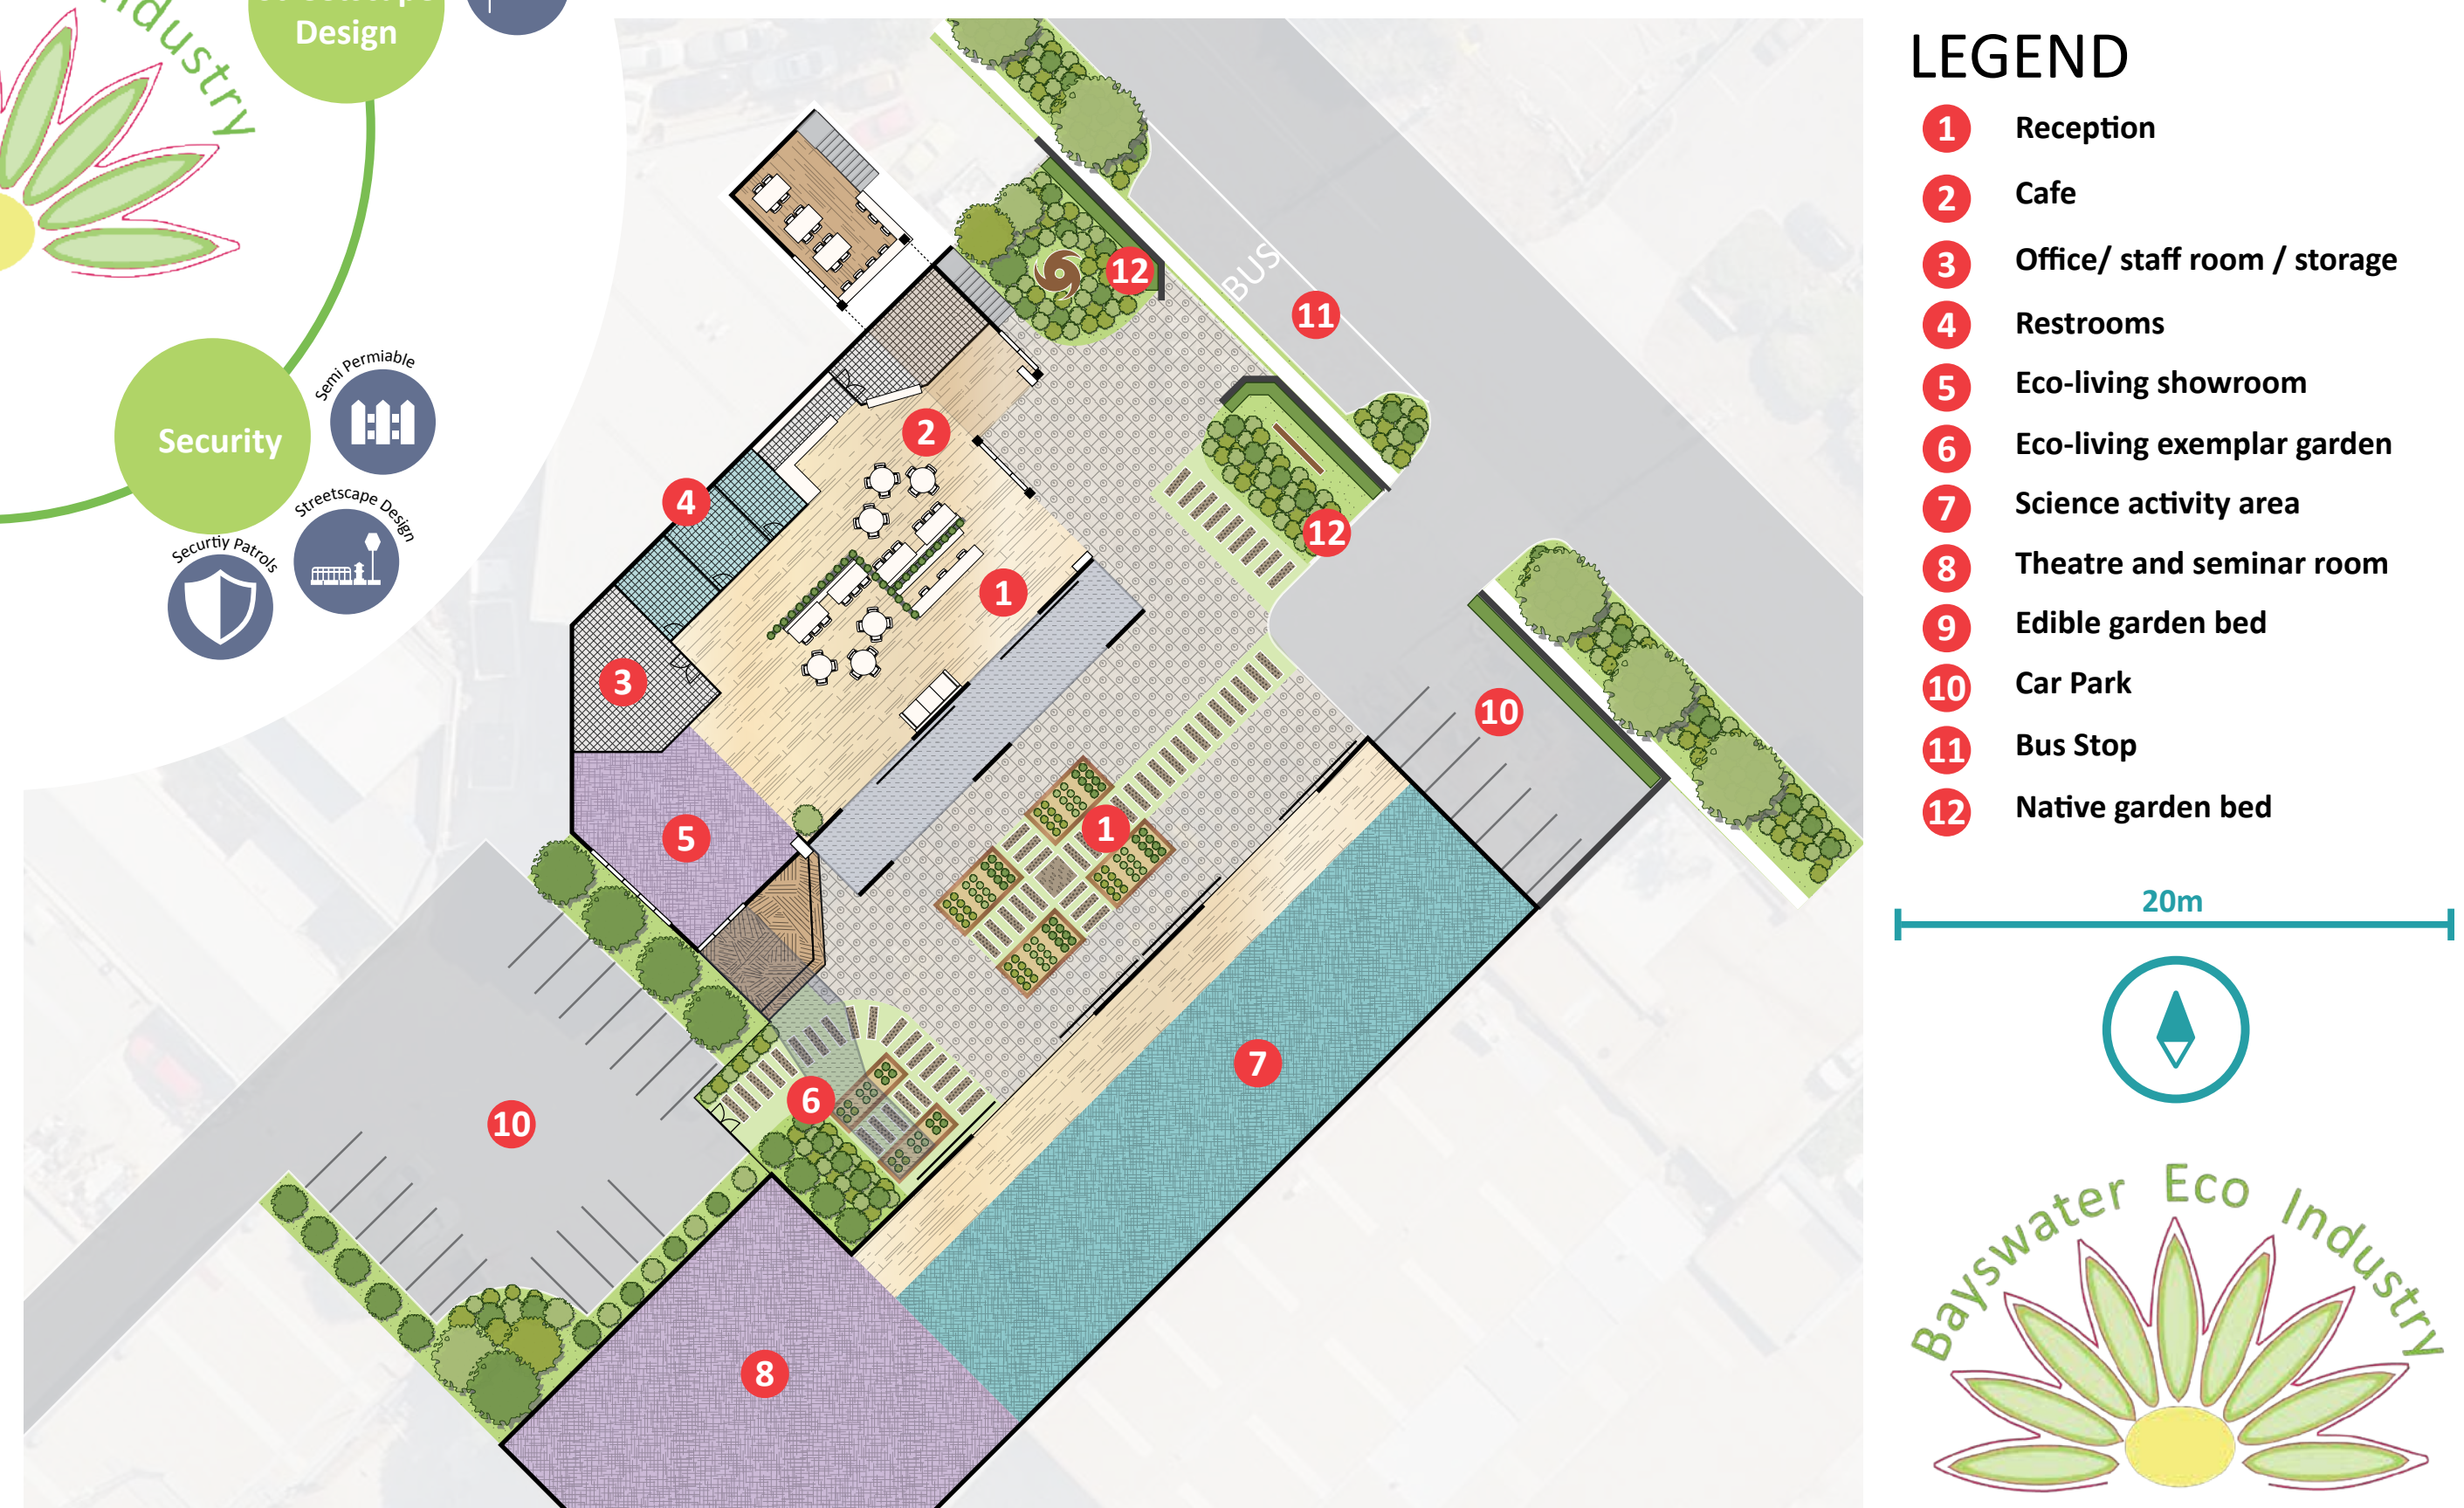 Industry
Design
Security
Semi Permiable
Streetscape Design
Securtiy Patrols
BUS
12
11
2
12
4
1
3
10
5
1
7
6
10
8
LEGEND
1 Reception
2 Cafe
3 Office/ staff room / storage
4 Restrooms
5 Eco-living showroom
6 Eco-living exemplar garden
7 Science activity area
8 Theatre and seminar room
9 Edible garden bed
10 Car Park
11 Bus Stop
12 Native garden bed
20m
Bayswater Eco Industry